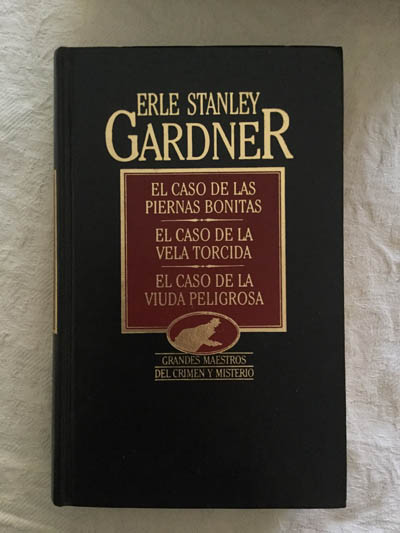 ERLE STANLEY
GARDNER
EL CASO DE LAS
PIERNAS BONITAS
EL CASO DE LA
VELA TORCIDA
EL CASO DE LA
VIUDA PELIGROSA
GRANDES MAESTROS
DEL CRIMEN Y MISTERIO